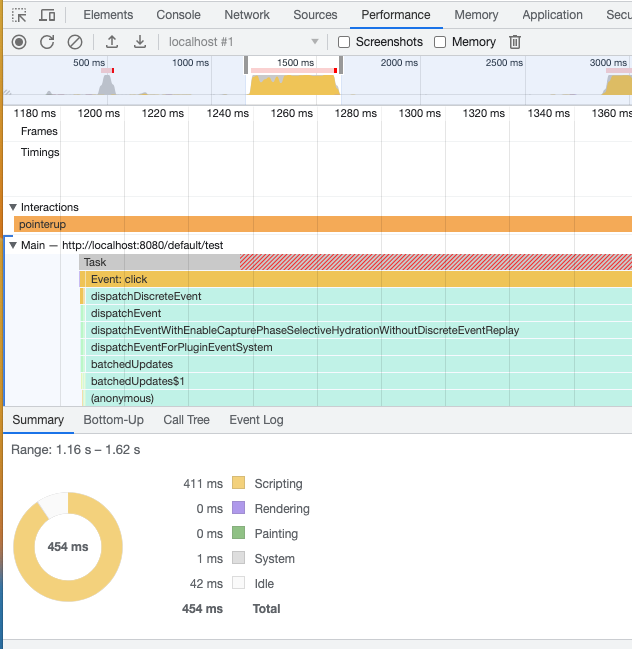 Elements Console Network Sources Performance Memory Application
localhost #1 Screenshots Memory
500 ms 1000 ms 1500 ms 2000 ms 2500 ms 3000 ms
1180 ms 1200 ms 1220 ms 1240 ms 1260 ms 1280 ms 1300 ms 1320 ms 1340 ms 1360 ms
Frames
Timings
Interactions
pointerup
Main — http://localhost:8080/default/test
Task
Event: click
dispatchDiscreteEvent
dispatchEvent
dispatchEventWithEnableCapturePhaseSelectiveHydrationWithoutDiscreteEventReplay
dispatchEventForPluginEventSystem
batchedUpdates
batchedUpdates$1
(anonymous)
Summary Bottom-Up Call Tree Event Log
Range: 1.16 s – 1.62 s
411 ms Scripting
0 ms Rendering
454 ms
0 ms Painting
1 ms System
42 ms Idle
454 ms Total